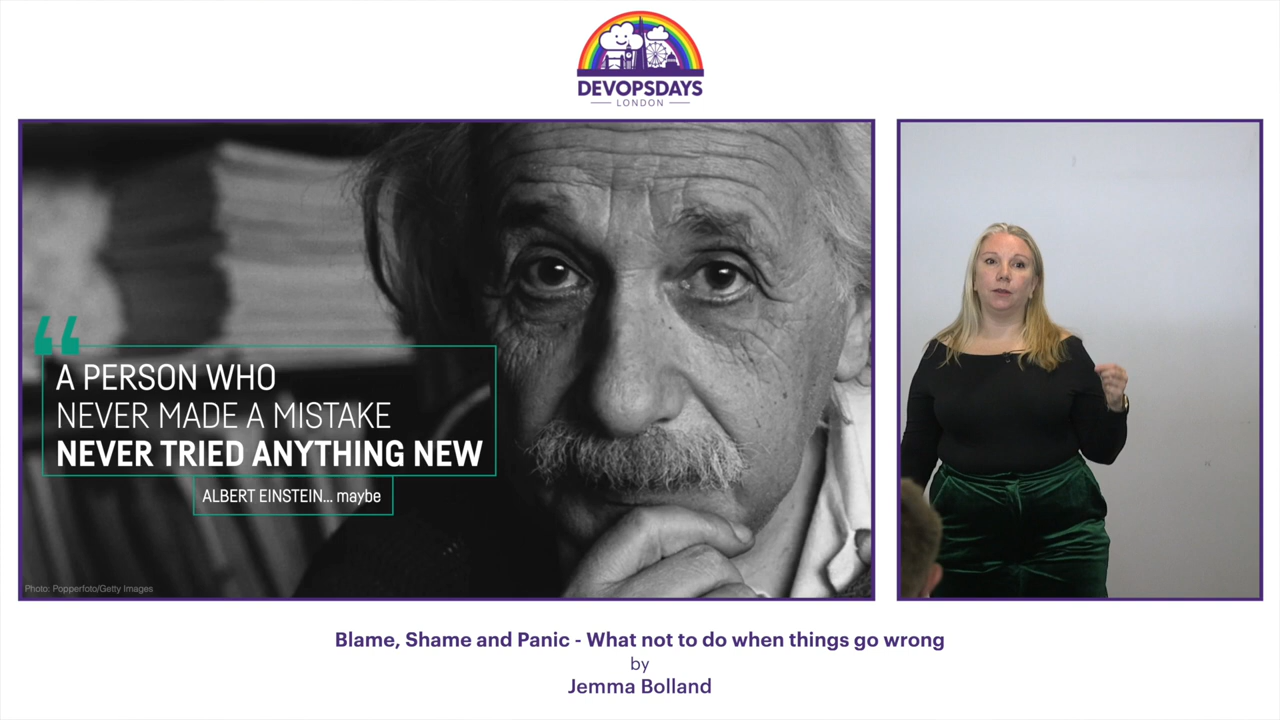 DEVOPSDAYS
LONDON
“
A PERSON WHO
NEVER MADE A MISTAKE
NEVER TRIED ANYTHING NEW
ALBERT EINSTEIN... maybe
Photo: Popperfoto/Getty Images
Blame, Shame and Panic - What not to do when things go wrong
by
Jemma Bolland